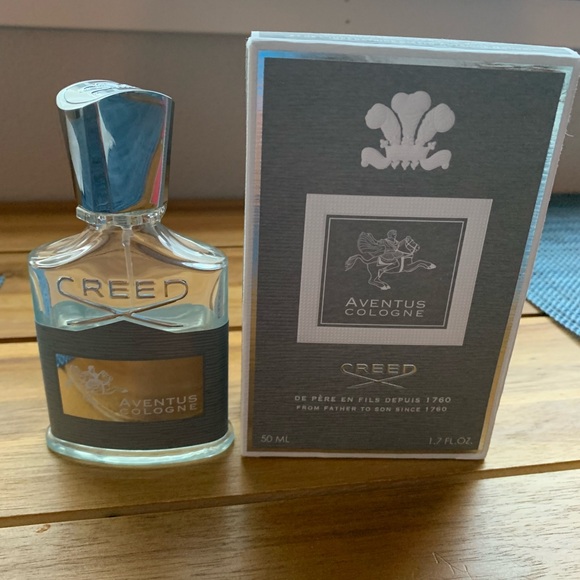 CREED
AVENTUS
COLOGNE
AVENTUS
COLOGNE
CREED
DE PÈRE EN FILS DEPUIS 1760
FROM FATHER TO SON SINCE 1760
50 ML 1.7 FL.OZ.